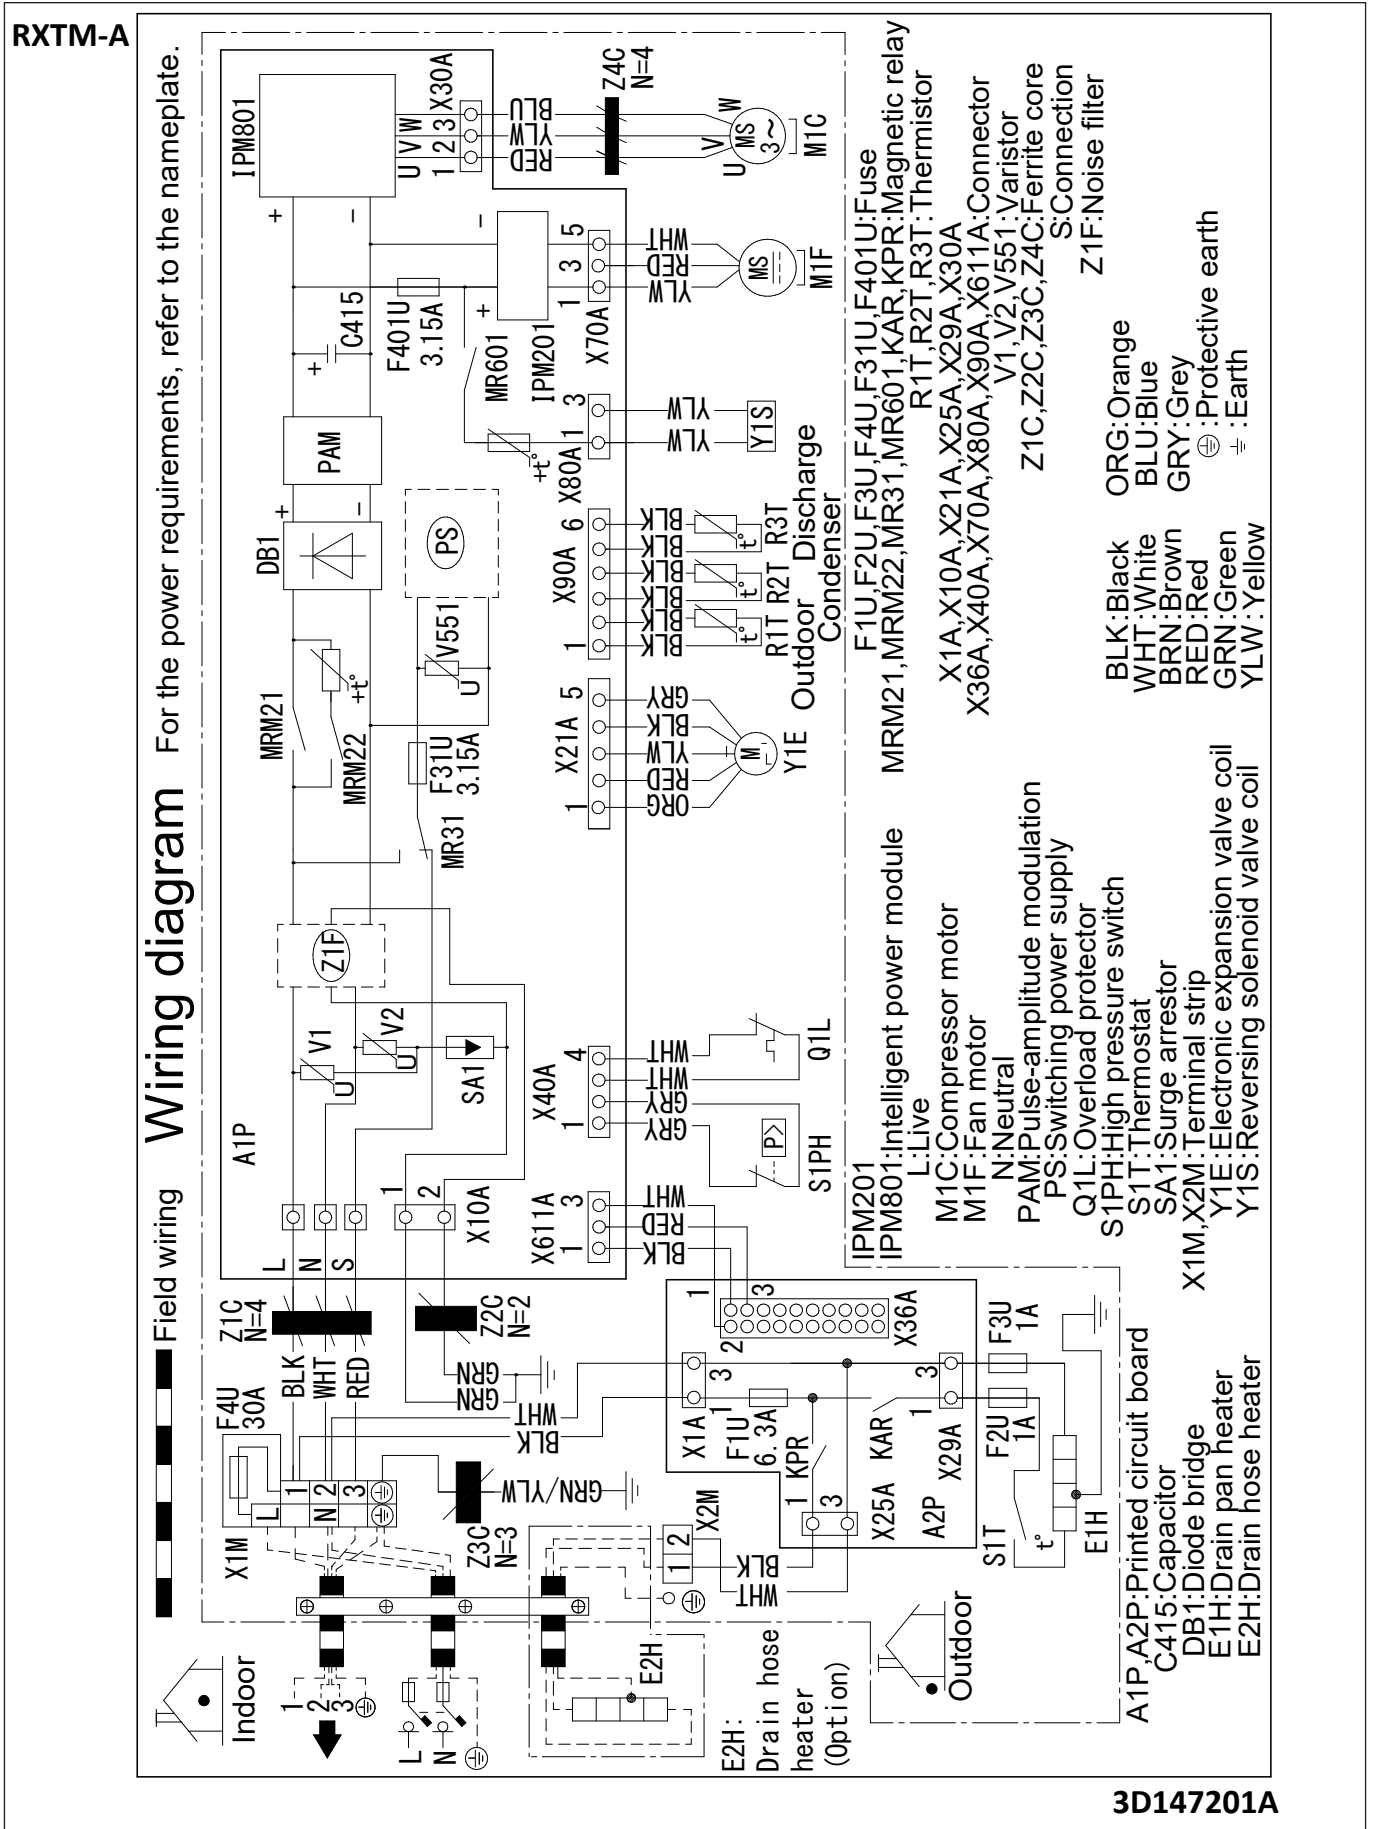 RXTM-A
Wiring diagram
For the power requirements, refer to the nameplate.
Field wiring
Indoor
1
2
3
L
N
X1M
L
N
1
2
3
F4U
30A
Z1C
N=4
BLK
WHT
RED
L
N
S
A1P
V1
U
V2
U
SA1
Z1F
MRM21
MRM22
+t°
DB1
+
−
PAM
+
C415
+
−
IPM801
U V W
1 2 3
X30A
RED
YLW
BLU
Z4C
N=4
U
V
W
MS
3~
M1C
MR31
F31U
3.15A
V551
U
PS
F401U
3.15A
MR601
+t°
+
−
IPM201
X10A
1
2
Z2C
N=2
GRN
GRN
WHT
BLK
Z3C
N=3
GRN/YLW
X611A
1
3
BLK
RED
WHT
X40A
1
4
GRY
GRY
WHT
WHT
S1PH
P>
Q1L
X21A
1
5
ORG
RED
YLW
BLK
GRY
M
Y1E
X90A
1
6
BLK
BLK
BLK
BLK
BLK
BLK
t°
t°
t°
R1T
R2T
R3T
Outdoor
Condenser
Discharge
X80A
1
3
YLW
YLW
Y1S
X70A
1
3
5
YLW
RED
WHT
MS
M1F
E2H
E2H:
Drain hose
heater
(Option)
X2M
1
2
BLK
WHT
X1A
1
3
F1U
6.3A
KPR
KAR
X25A
1
3
A2P
X29A
1
3
X36A
1
2
3
F2U
1A
F3U
1A
S1T
t°
E1H
Outdoor
A1P,A2P:Printed circuit board
C415:Capacitor
DB1:Diode bridge
E1H:Drain pan heater
E2H:Drain hose heater
IPM201
IPM801:Intelligent power module
L:Live
M1C:Compressor motor
M1F:Fan motor
N:Neutral
PAM:Pulse-amplitude modulation
PS:Switching power supply
Q1L:Overload protector
S1PH:High pressure switch
S1T:Thermostat
SA1:Surge arrestor
X1M,X2M:Terminal strip
Y1E:Electronic expansion valve coil
Y1S:Reversing solenoid valve coil
F1U,F2U,F3U,F4U,F31U,F401U:Fuse
MRM21,MRM22,MR31,MR601,KAR,KPR:Magnetic relay
R1T,R2T,R3T:Thermistor
X1A,X10A,X21A,X25A,X29A,X30A
X36A,X40A,X70A,X80A,X90A,X611A:Connector
V1,V2,V551:Varistor
Z1C,Z2C,Z3C,Z4C:Ferrite core
S:Connection
Z1F:Noise filter
BLK:Black
WHT:White
BRN:Brown
RED:Red
GRN:Green
YLW:Yellow
ORG:Orange
BLU:Blue
GRY:Grey
:Protective earth
:Earth
3D147201A